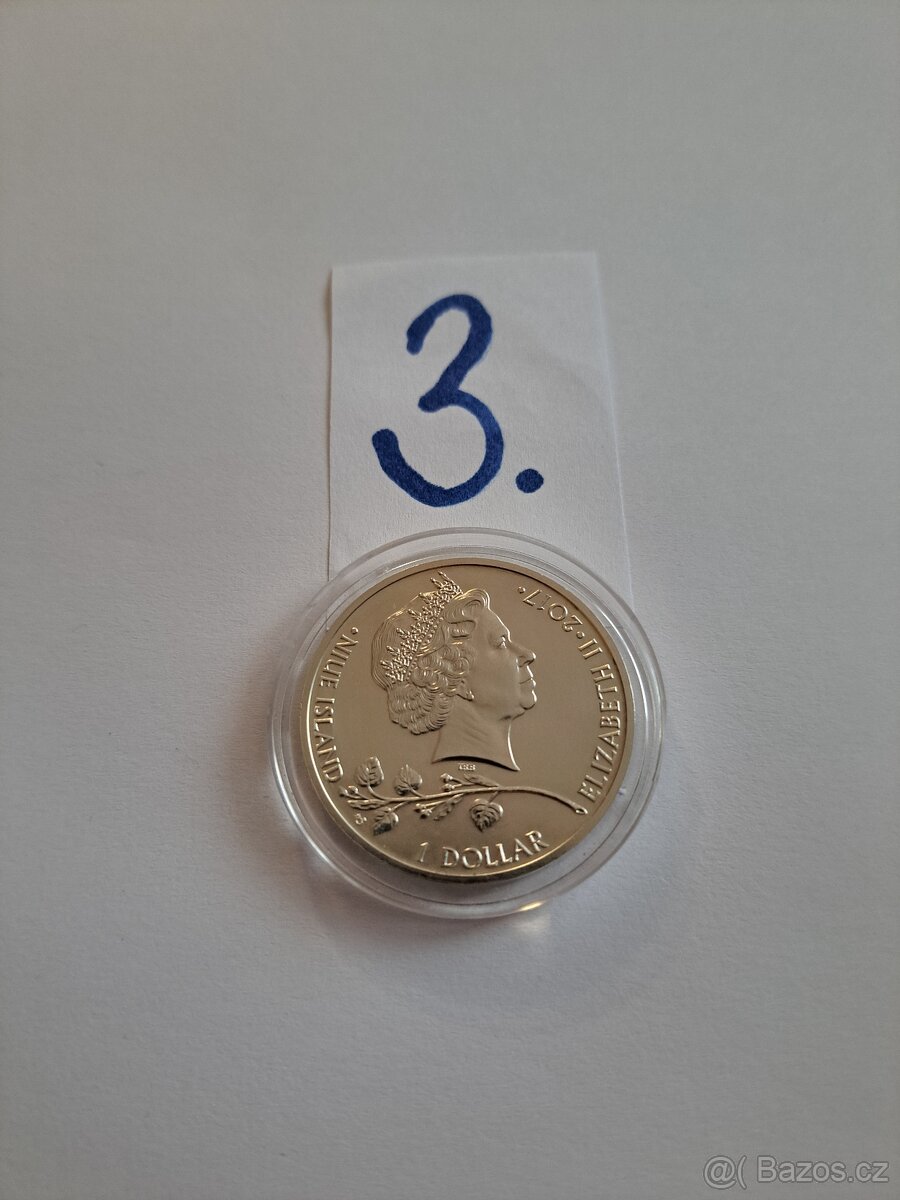 3.
• NIUE ISLAND
ELIZABETH II • 2017 •
1 DOLLAR
@( Bazos.cz